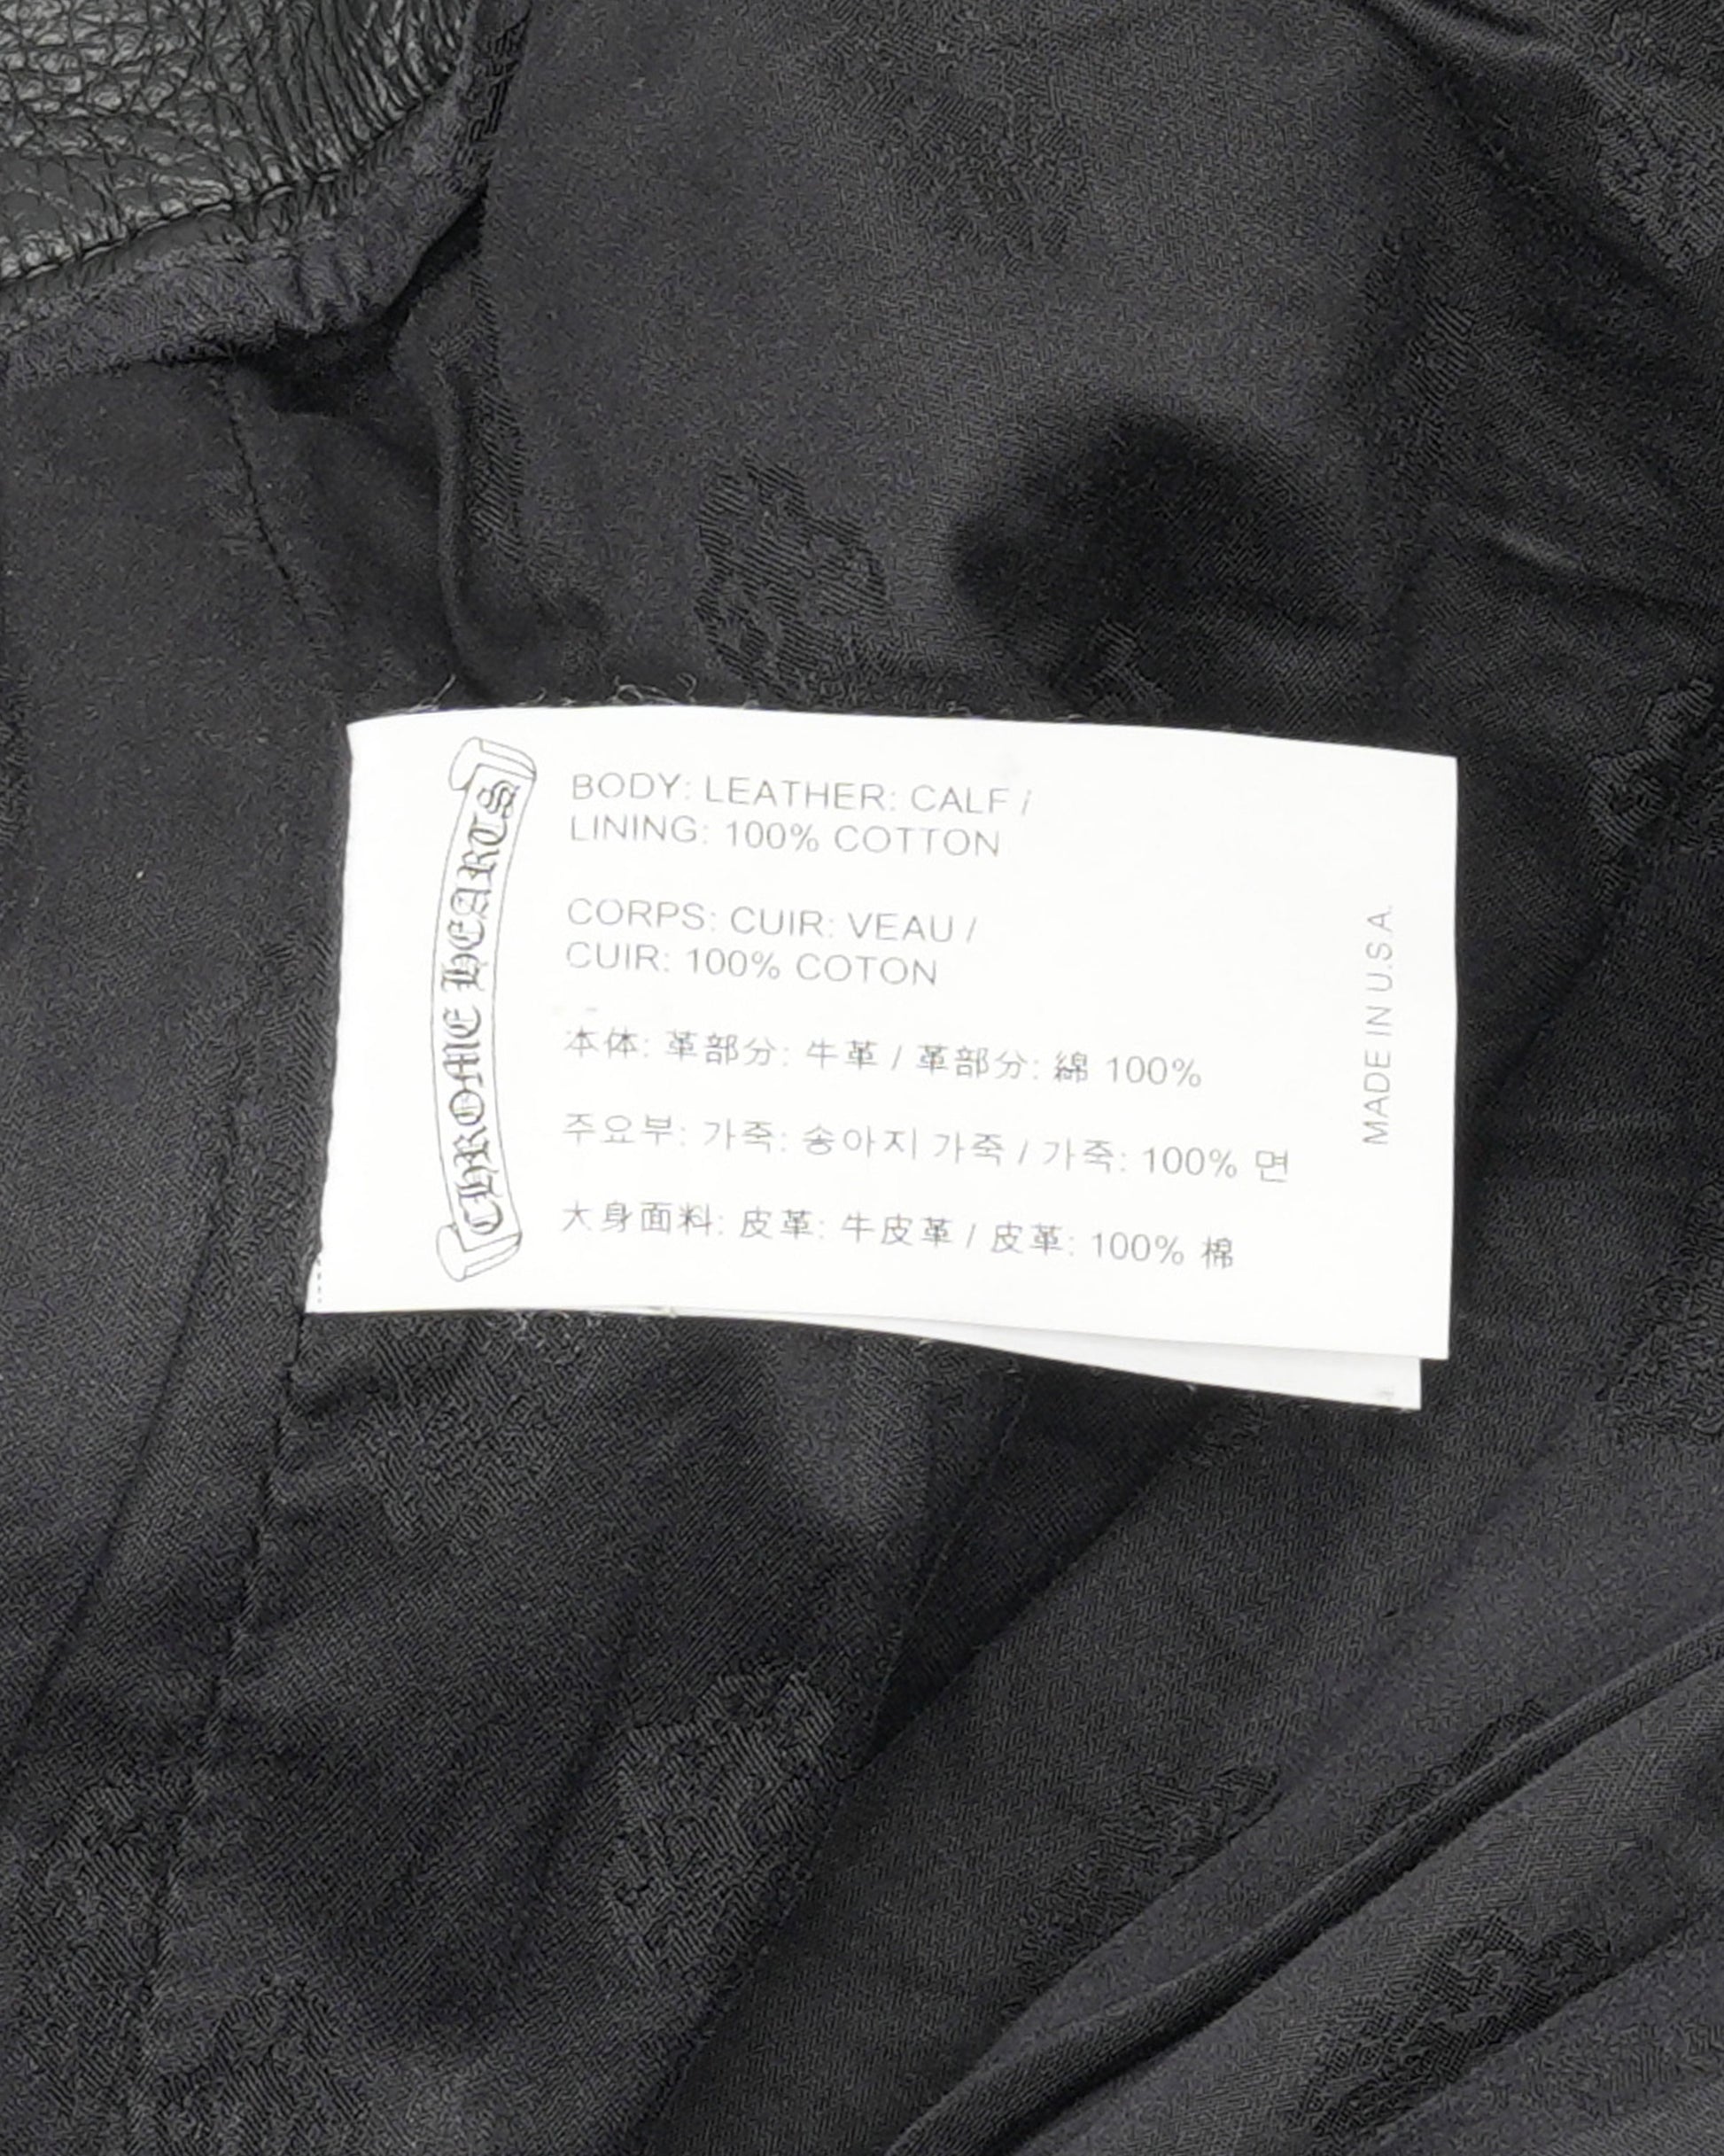 CHROME HEARTS
BODY: LEATHER: CALF /
LINING: 100% COTTON
CORPS: CUIR: VEAU /
CUIR: 100% COTON
本体: 革部分: 牛革 / 革部分: 綿 100%
주요부: 가죽: 송아지 가죽 / 가죽: 100% 면
大身面料: 皮革: 牛皮革 / 皮革: 100% 棉
MADE IN U.S.A.